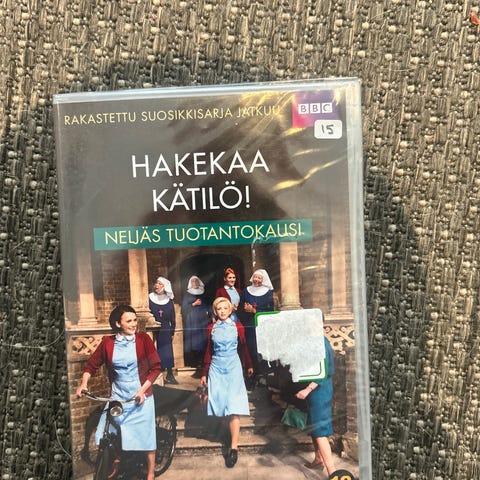 RAKASTETTU SUOSIKKISARJA JATKUU
BBC
15
HAKEKAA
KÄTILÖ!
NELJÄS TUOTANTOKAUSI